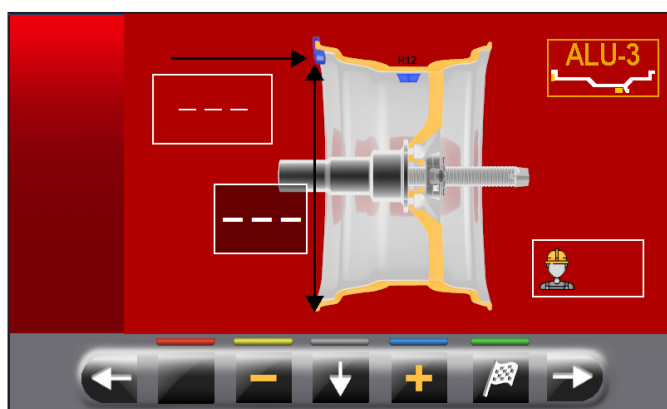 H12
ALU-3
– – –
– – –